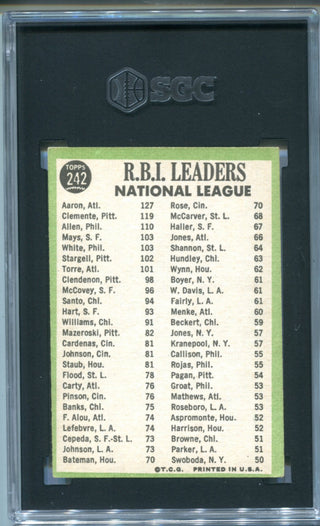 SGC
TOPPS
242
R.B.I. LEADERS
NATIONAL LEAGUE
Aaron, Atl. 127
Clemente, Pitt. 119
Allen, Phil. 110
Mays, S. F. 103
White, Phil. 103
Stargell, Pitt. 102
Torre, Atl. 101
Clendenon, Pitt. 98
McCovey, S. F. 96
Santo, Chi. 94
Hart, S. F. 93
Williams, Chi. 91
Mazeroski, Pitt. 82
Cardenas, Cin. 81
Johnson, Cin. 81
Staub, Hou. 81
Flood, St. L. 78
Carty, Atl. 76
Pinson, Cin. 76
Banks, Chi. 75
F. Alou, Atl. 74
Lefebvre, L. A. 74
Cepeda, S. F.-St. L. 73
Johnson, L. A. 73
Bateman, Hou. 70
Rose, Cin. 70
McCarver, St. L. 68
Haller, S. F. 67
Jones, Atl. 66
Shannon, St. L. 64
Hundley, Chi. 63
Wynn, Hou. 62
Boyer, N. Y. 61
W. Davis, L. A. 61
Fairly, L. A. 61
Menke, Atl. 60
Beckert, Chi. 59
Jones, N. Y. 57
Kranepool, N. Y. 57
Callison, Phil. 55
Rojas, Phil. 55
Pagan, Pitt. 54
Groat, Phil. 53
Mathews, Atl. 53
Roseboro, L. A. 53
Aspromonte, Hou. 52
Harrison, Hou. 52
Browne, Chi. 51
Parker, L. A. 51
Swoboda, N. Y. 50
©T.C.G. PRINTED IN U.S.A.